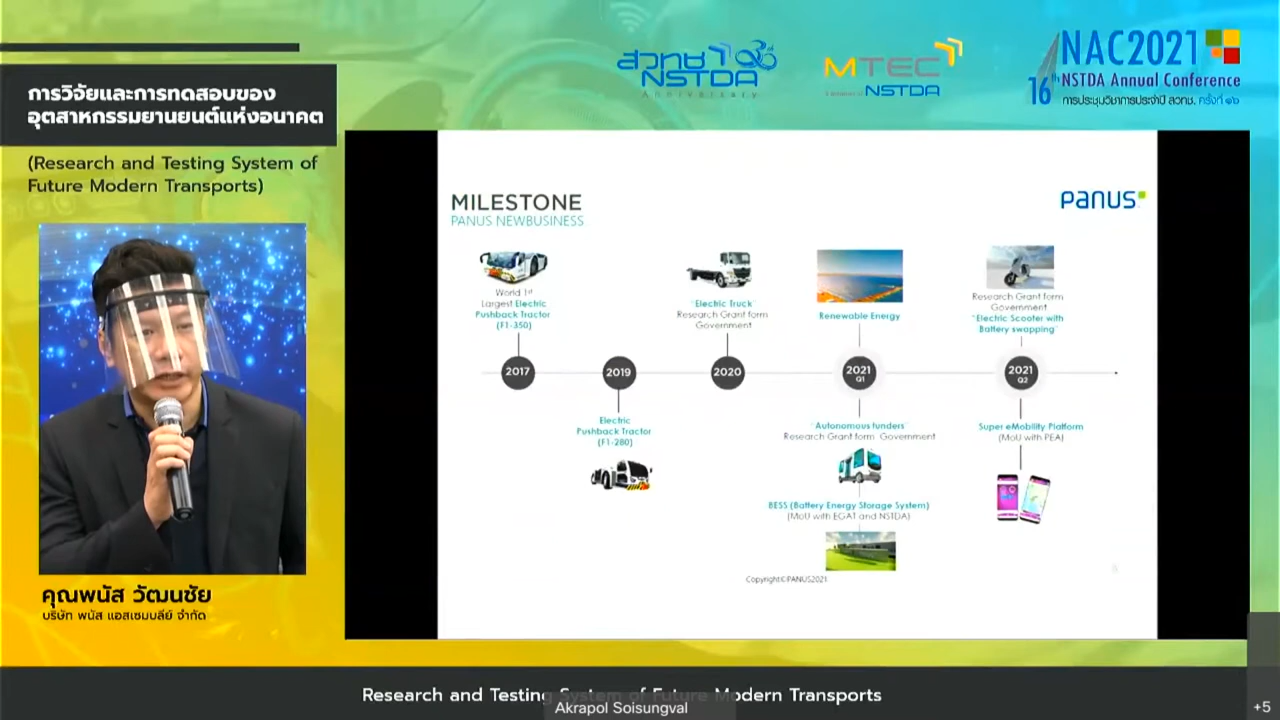 การวิจัยและการทดสอบของ
อุตสาหกรรมยานยนต์แห่งอนาคต
(Research and Testing System of
Future Modern Transports)
สวทช
NSTDA
Anniversary
MTEC
NSTDA
NAC2021
16th NSTDA Annual Conference
การประชุมวิชาการประจำปี สวทช. ครั้งที่ ๑๖
MILESTONE
PANUS NEWBUSINESS
PANUS
World 1st
Largest Electric
Pushback Tractor
(F1-350)
"Electric Truck"
Research Grant form
Government
Renewable Energy
Research Grant form
Government
"Electric Scooter with
Battery swapping"
2017
2019
2020
2021
Q1
2021
Q2
Electric
Pushback Tractor
(F1-280)
"Autonomous funders"
Research Grant form Government
BESS (Battery Energy Storage System)
(MoU with EGAT and NSTDA)
Super eMobility Platform
(MoU with PEA)
Copyright©PANUS2021
คุณพนัส วัฒนชัย
บริษัท พนัส แอสเซมบลีย์ จำกัด
Research and Testing System of Future Modern Transports
Akrapol Soisungval
+5